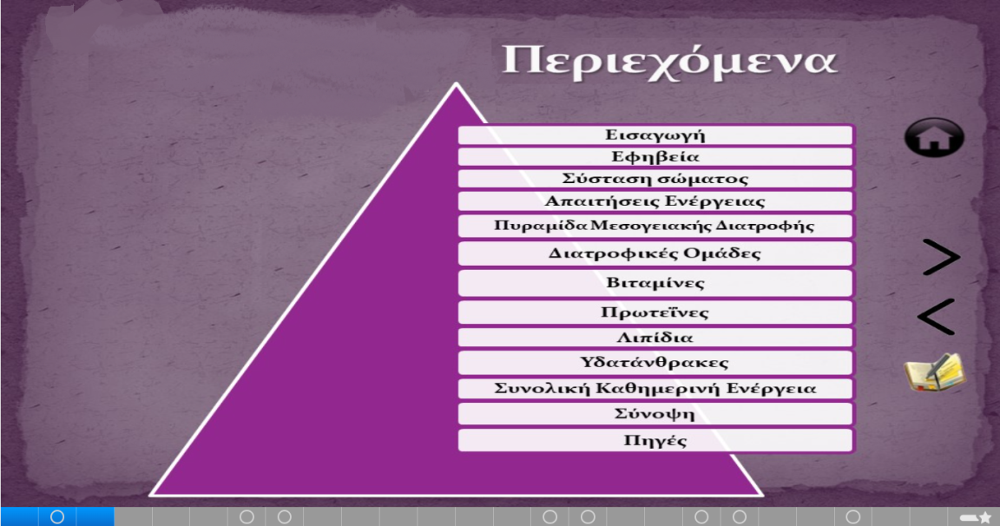 Περιεχόμενα
Εισαγωγή
Εφηβεία
Σύσταση σώματος
Απαιτήσεις Ενέργειας
Πυραμίδα Μεσογειακής Διατροφής
Διατροφικές Ομάδες
Βιταμίνες
Πρωτεΐνες
Λιπίδια
Υδατάνθρακες
Συνολική Καθημερινή Ενέργεια
Σύνοψη
Πηγές